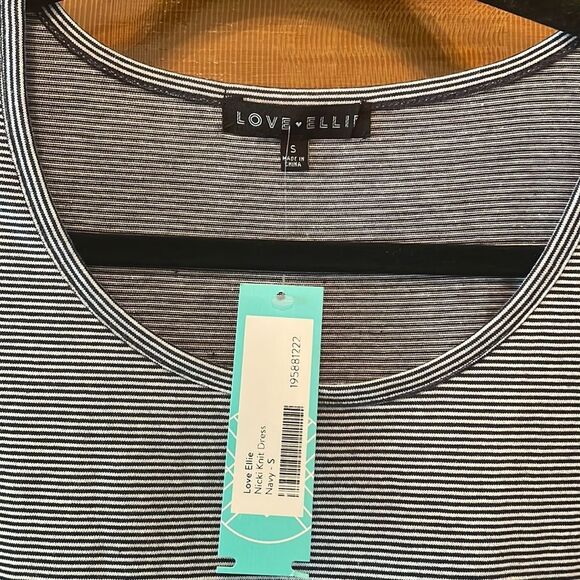 LOVE ♥ ELLIE
S
MADE IN
CHINA
Love Ellie
Nicki Knit Dress
Navy - S
195881222